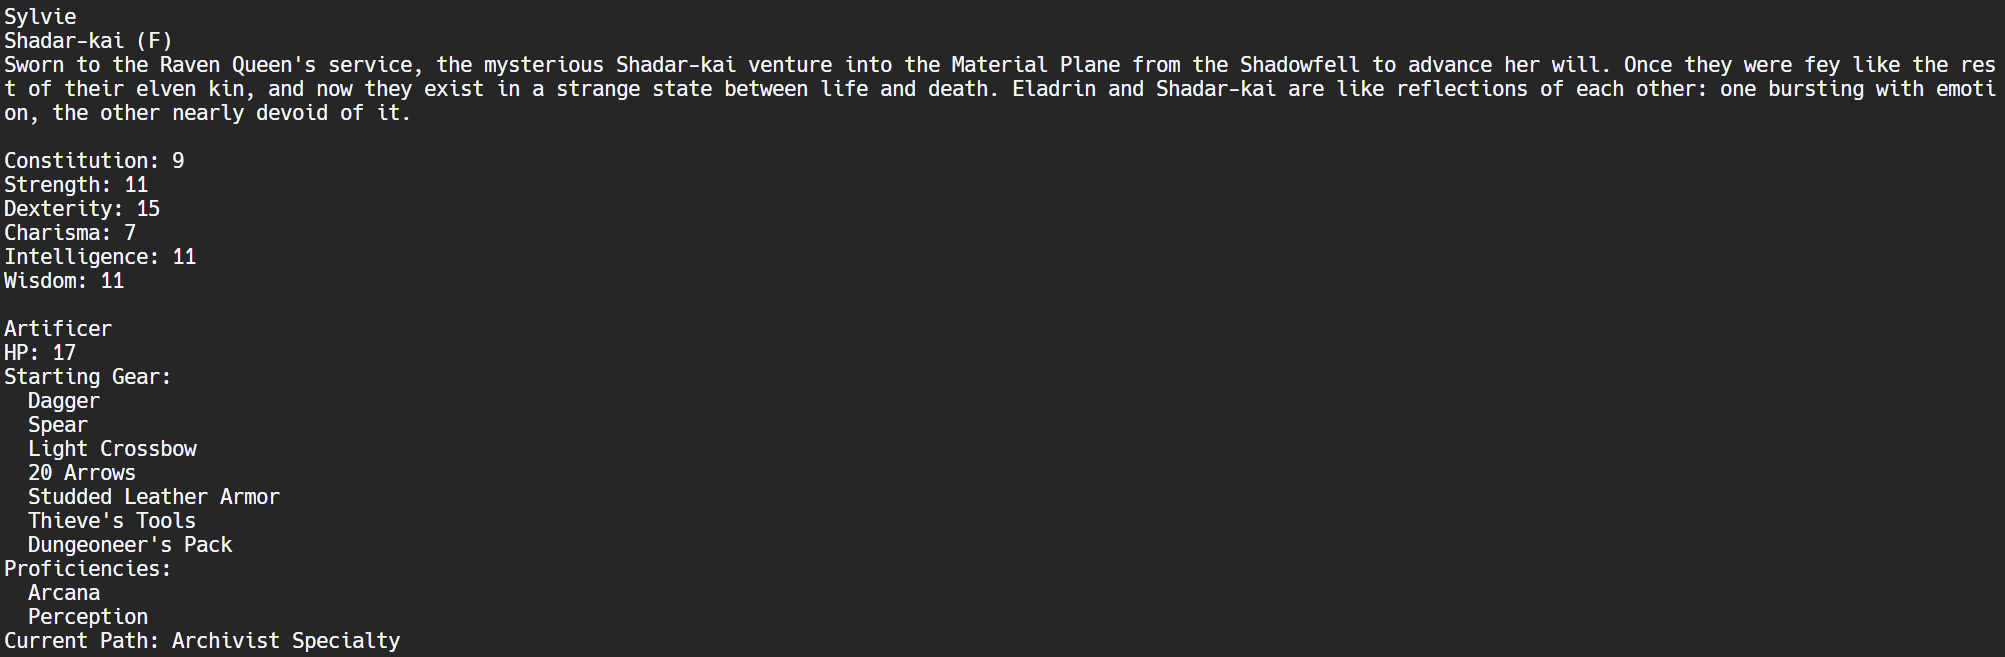 Sylvie
Shadar-kai (F)
Sworn to the Raven Queen's service, the mysterious Shadar-kai venture into the Material Plane from the Shadowfell to advance her will. Once they were fey like the res
t of their elven kin, and now they exist in a strange state between life and death. Eladrin and Shadar-kai are like reflections of each other: one bursting with emoti
on, the other nearly devoid of it.

Constitution: 9
Strength: 11
Dexterity: 15
Charisma: 7
Intelligence: 11
Wisdom: 11

Artificer
HP: 17
Starting Gear:
  Dagger
  Spear
  Light Crossbow
  20 Arrows
  Studded Leather Armor
  Thieve's Tools
  Dungeoneer's Pack
Proficiencies:
  Arcana
  Perception
Current Path: Archivist Specialty